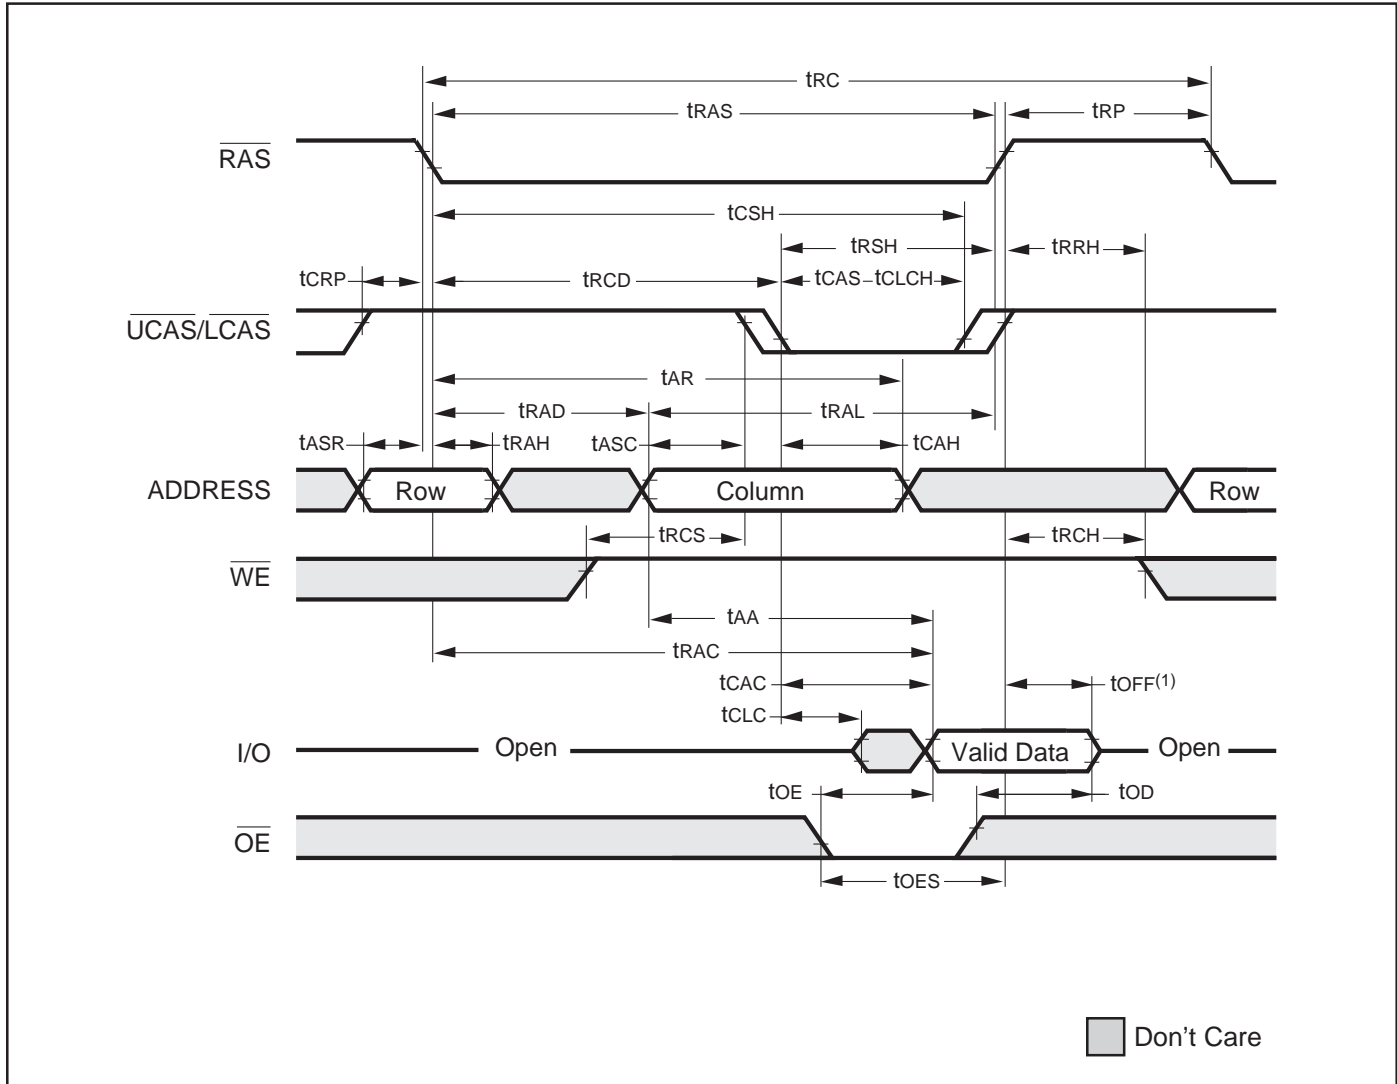 tRC
tRAS
tRP
RAS
tCSH
tRSH
tRRH
tCRP
tRCD
tCAS
tCLCH
UCAS/LCAS
tAR
tRAD
tRAL
tASR
tRAH
tASC
tCAH
ADDRESS
Row
Column
Row
tRCS
tRCH
WE
tAA
tRAC
tCAC
tOFF(1)
tCLC
I/O
Open
Valid Data
Open
tOE
tOD
OE
tOES
Don't Care